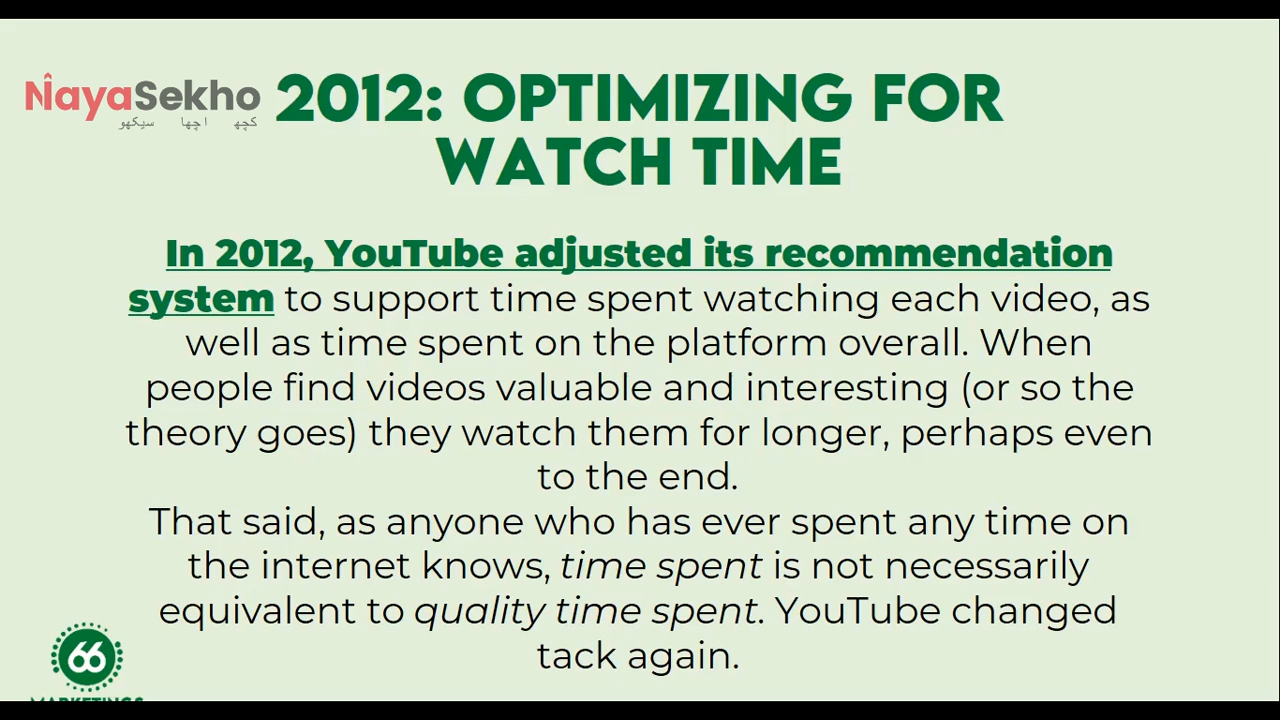 NayaSekho
کچھ اچھا سیکھو
2012: OPTIMIZING FOR
WATCH TIME
In 2012, YouTube adjusted its recommendation
system to support time spent watching each video, as
well as time spent on the platform overall. When
people find videos valuable and interesting (or so the
theory goes) they watch them for longer, perhaps even
to the end.
That said, as anyone who has ever spent any time on
the internet knows, time spent is not necessarily
equivalent to quality time spent. YouTube changed
tack again.
66
MARKETINGS